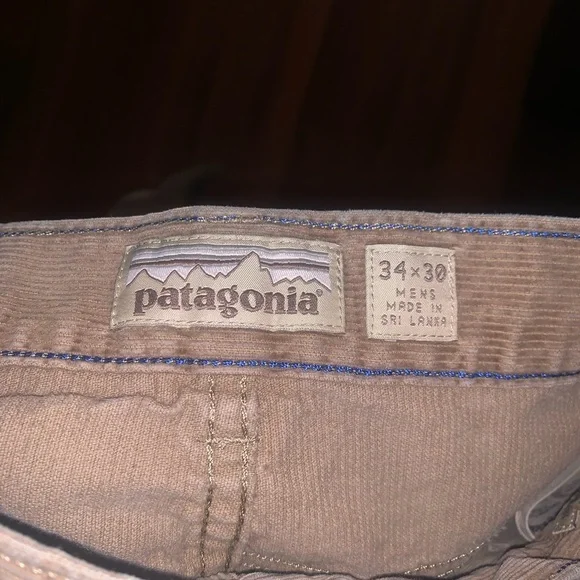 patagonia®
34×30
MENS
MADE IN
SRI LANKA